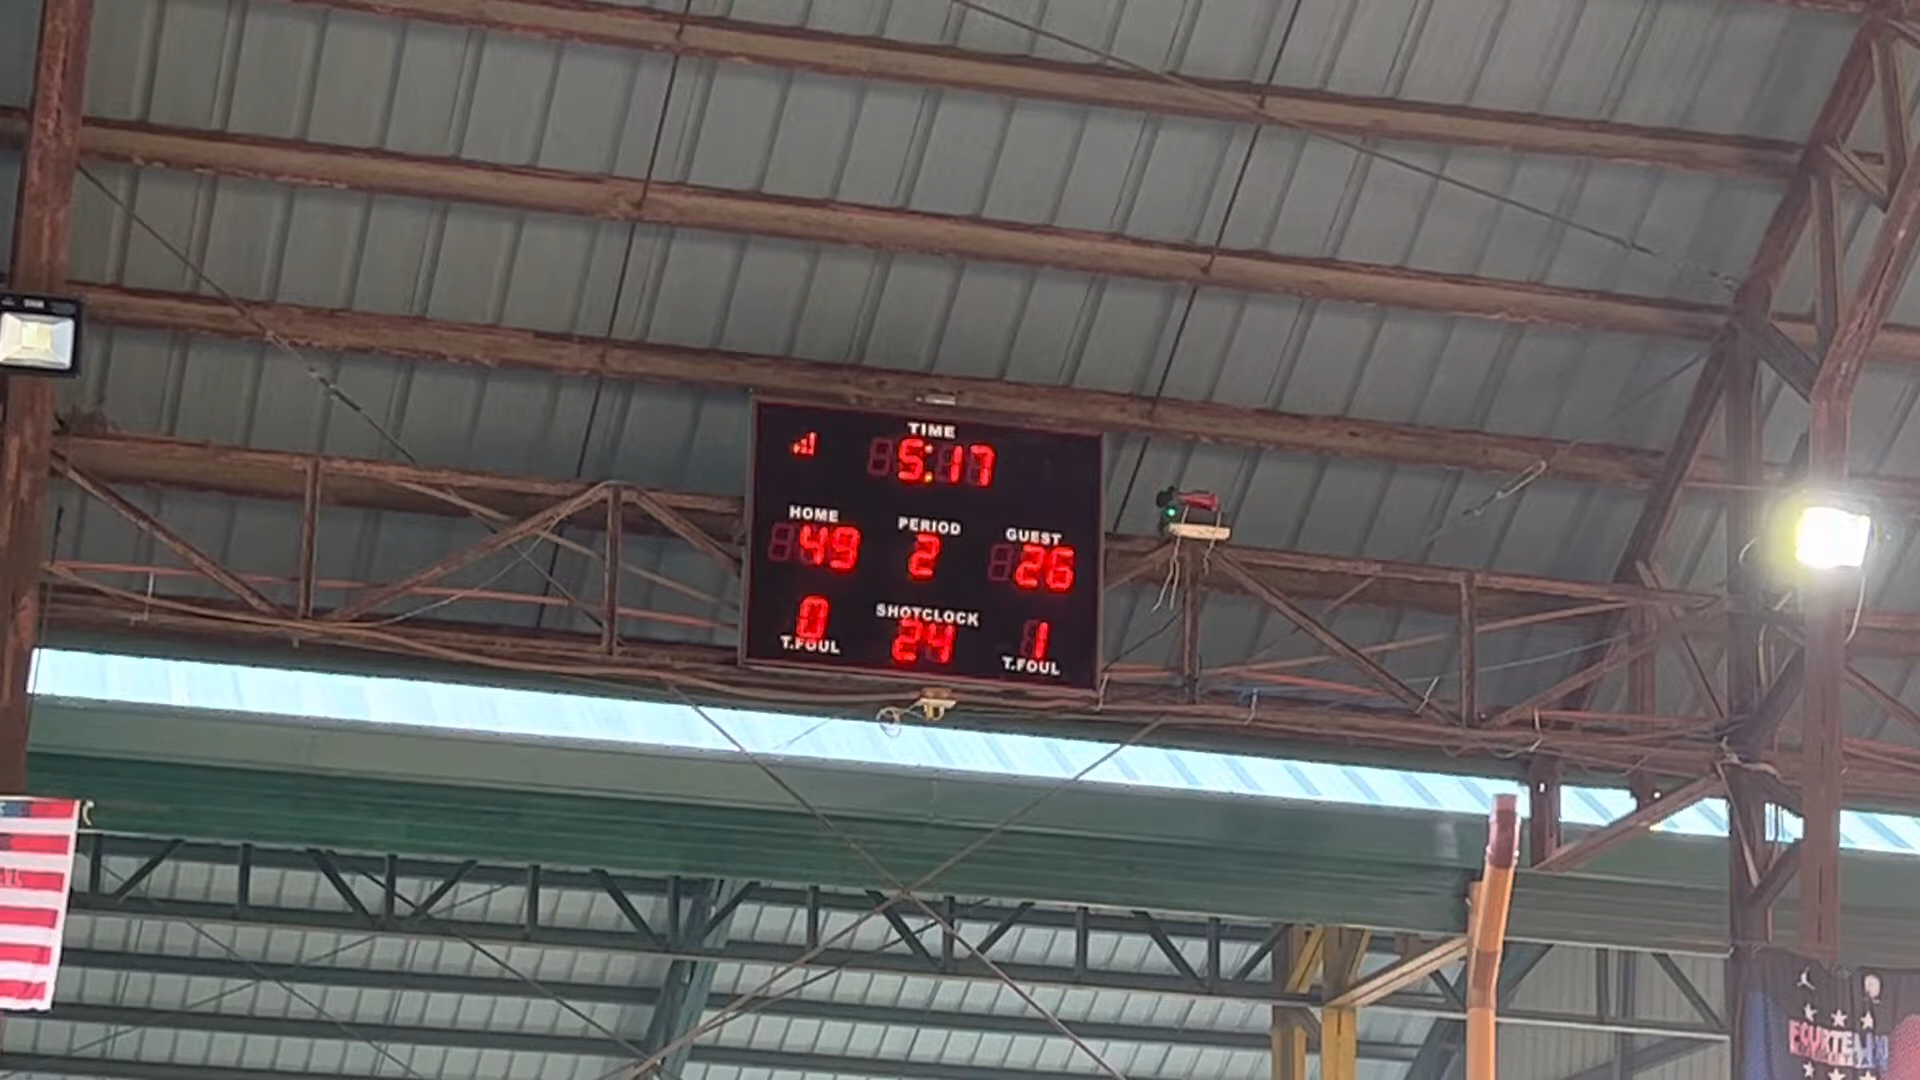 TIME
5:17
HOME
PERIOD
GUEST
49
2
26
SHOTCLOCK
0
24
1
T.FOUL
T.FOUL